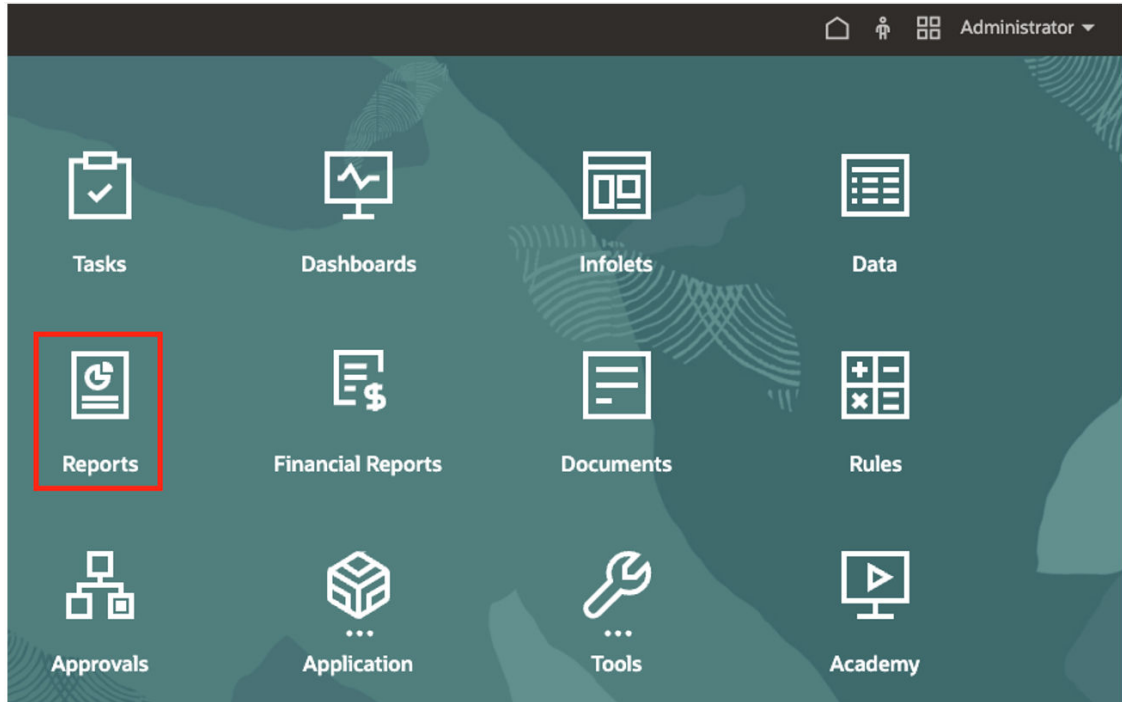 Administrator
Tasks
Dashboards
Infolets
Data
Reports
Financial Reports
Documents
Rules
Approvals
Application
Tools
Academy